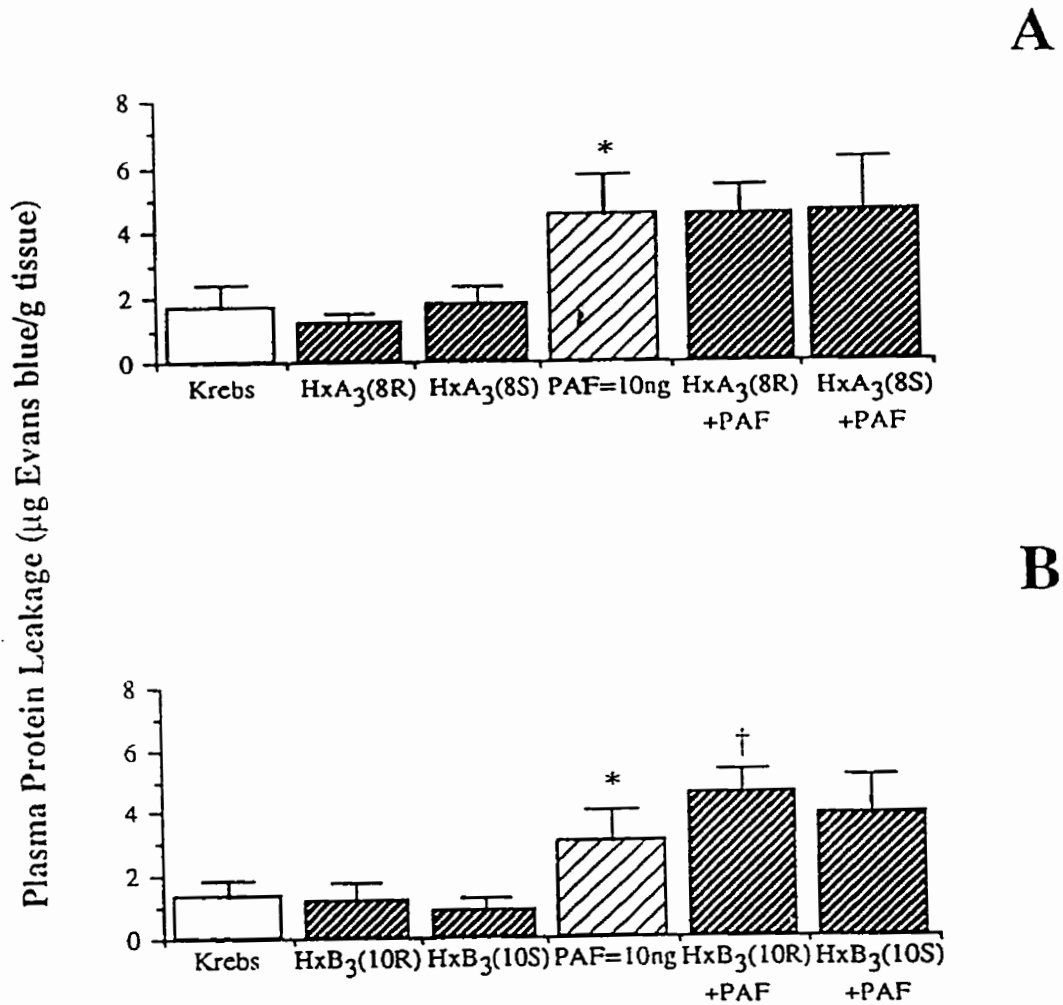 A
Plasma Protein Leakage (µg Evans blue/g tissue)
8
6
4
2
0
*
Krebs HxA3(8R) HxA3(8S) PAF=10ng HxA3(8R) +PAF HxA3(8S) +PAF
B
8
6
4
2
0
*
†
Krebs HxB3(10R) HxB3(10S) PAF=10ng HxB3(10R) +PAF HxB3(10S) +PAF